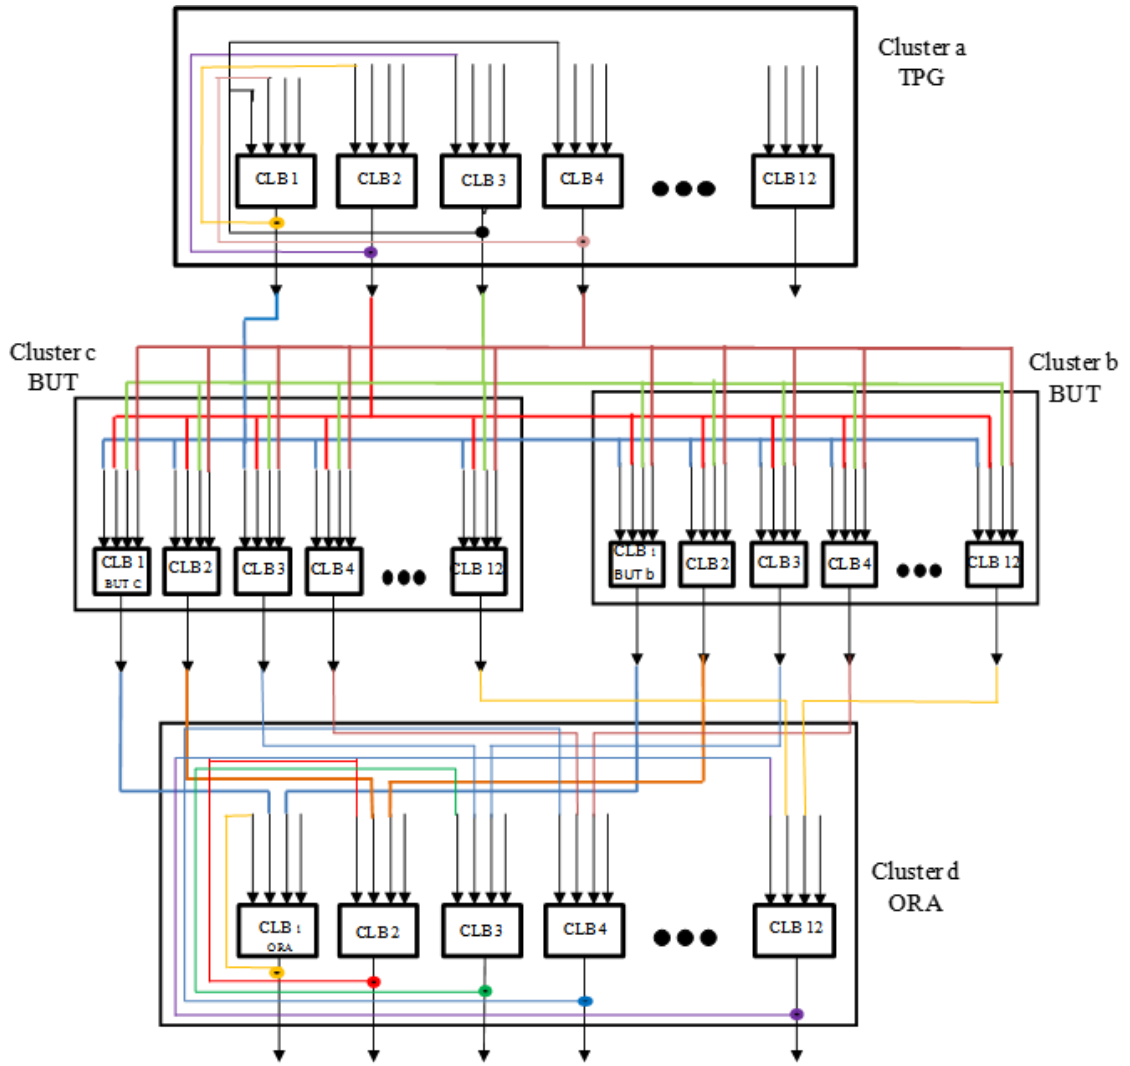 Cluster a
TPG
CLB 1
CLB 2
CLB 3
CLB 4
CLB 12
Cluster c
BUT
Cluster b
BUT
CLB 1
BUT C
CLB 2
CLB 3
CLB 4
CLB 12
CLB 1
BUT b
CLB 2
CLB 3
CLB 4
CLB 12
Cluster d
ORA
CLB 1
ORA
CLB 2
CLB 3
CLB 4
CLB 12